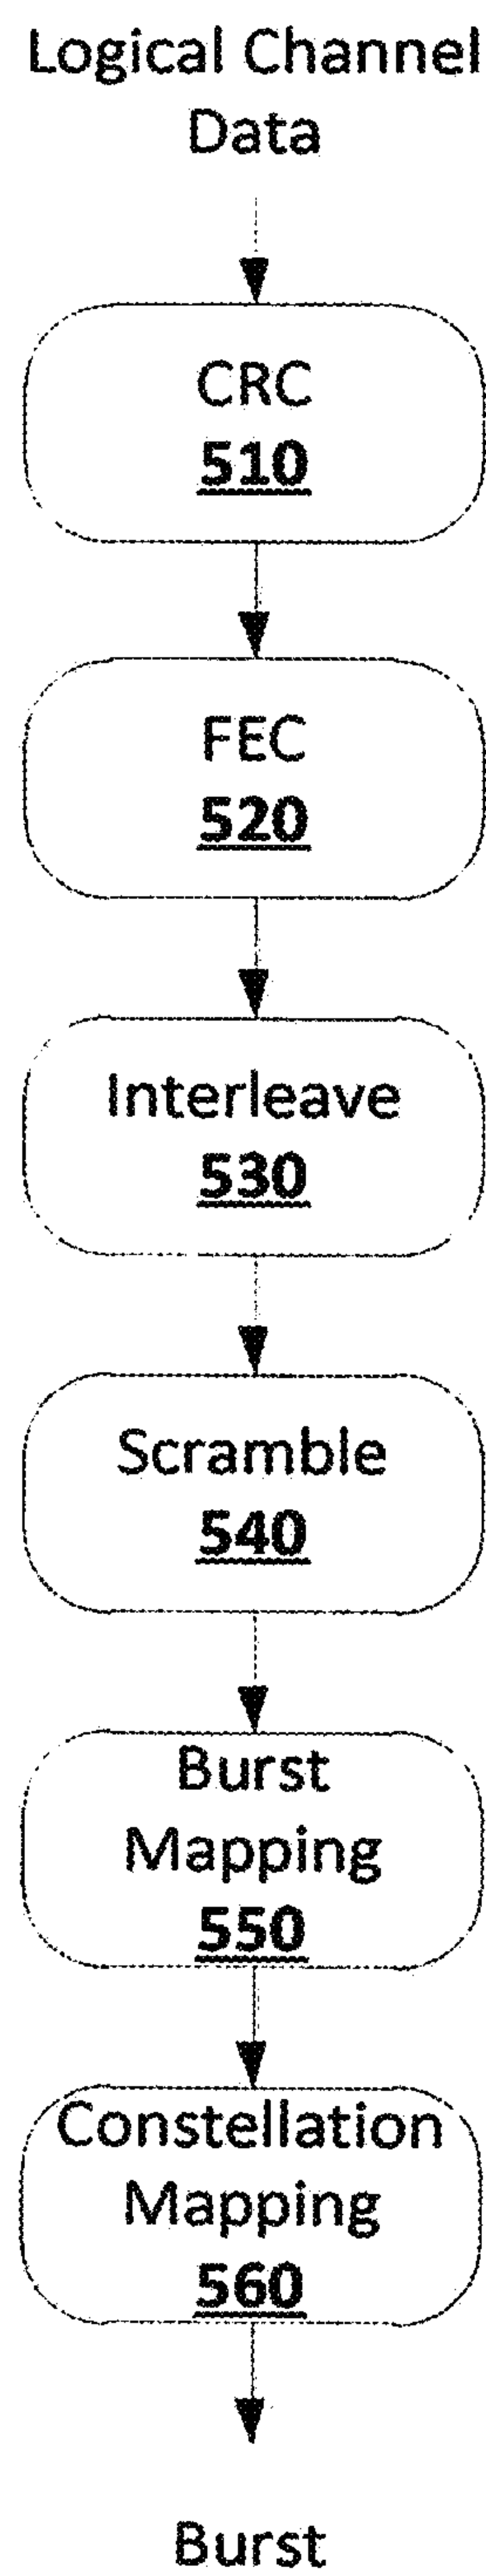 Logical Channel
Data
CRC
510
FEC
520
Interleave
530
Scramble
540
Burst
Mapping
550
Constellation
Mapping
560
Burst